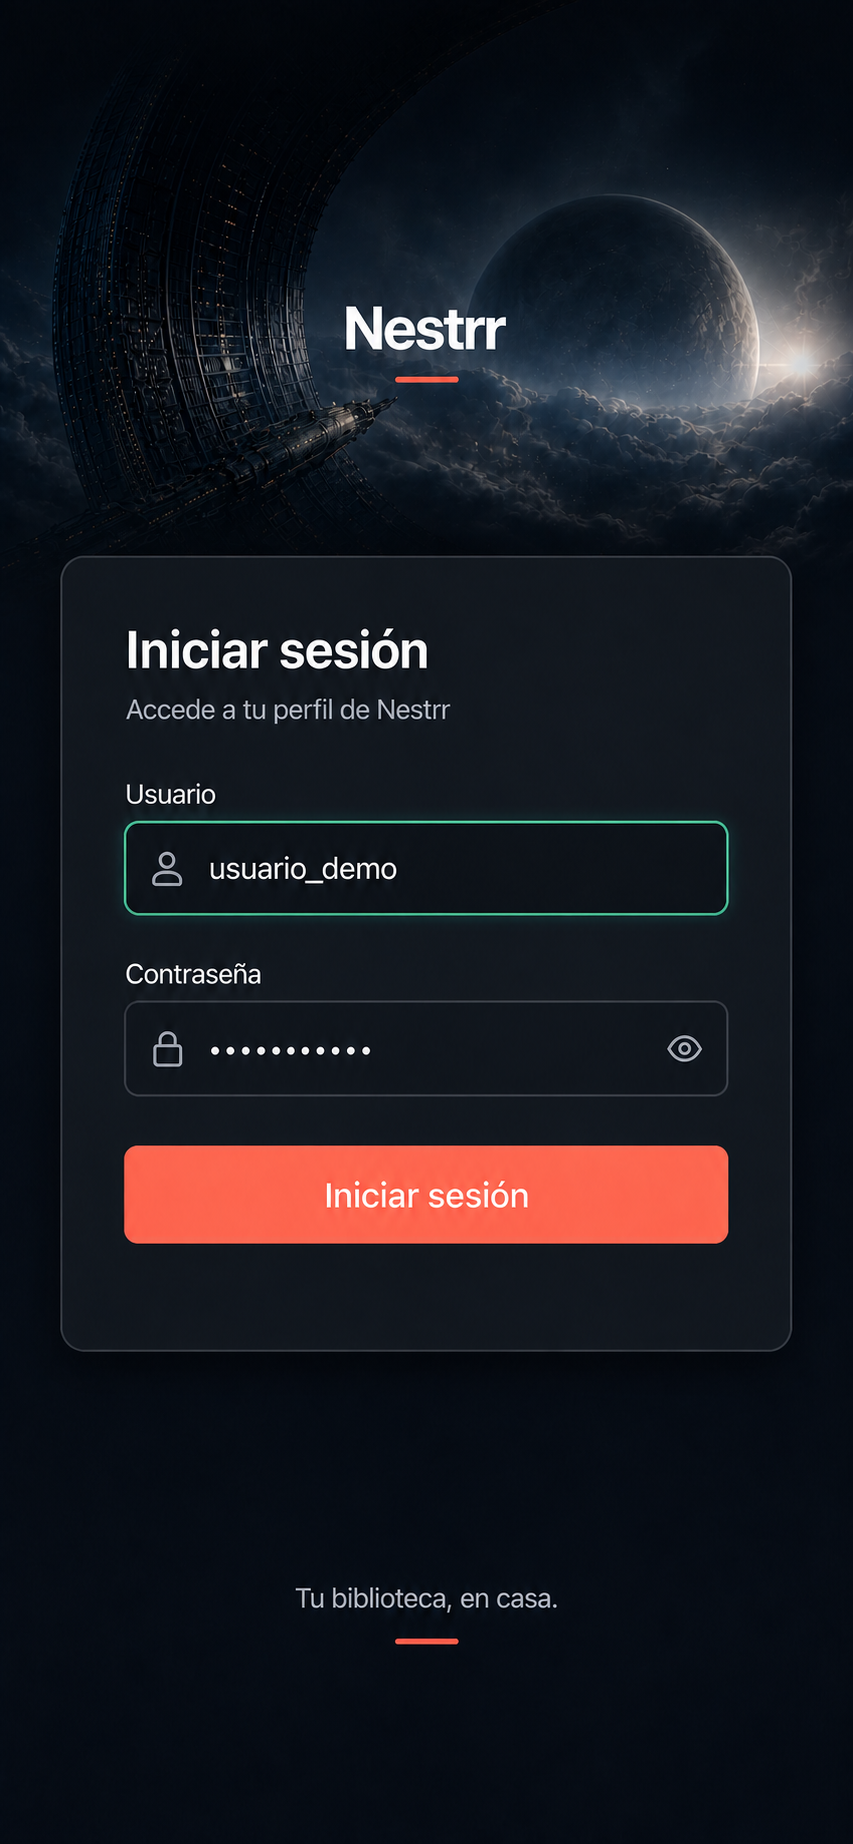 Nestrr
Iniciar sesión
Accede a tu perfil de Nestrr
Usuario
usuario_demo
Contraseña
•••••••••••
Iniciar sesión
Tu biblioteca, en casa.